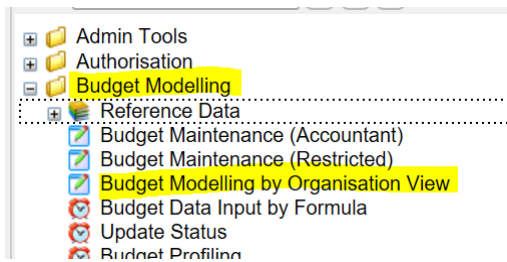 Admin Tools
Authorisation
Budget Modelling
Reference Data
Budget Maintenance (Accountant)
Budget Maintenance (Restricted)
Budget Modelling by Organisation View
Budget Data Input by Formula
Update Status
Budget Profiling